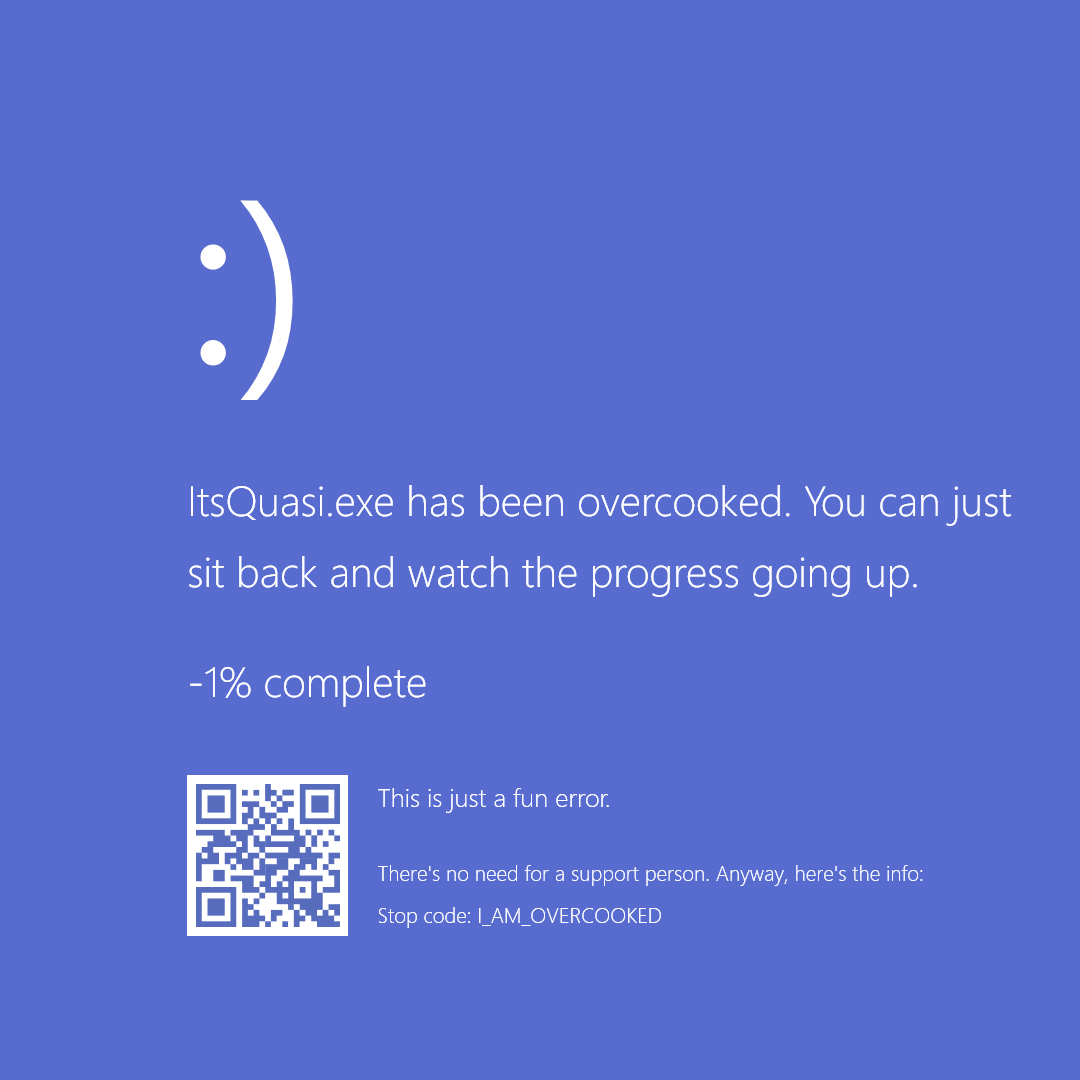 :)
ItsQuasi.exe has been overcooked. You can just
sit back and watch the progress going up.
-1% complete
This is just a fun error.
There's no need for a support person. Anyway, here's the info:
Stop code: I_AM_OVERCOOKED